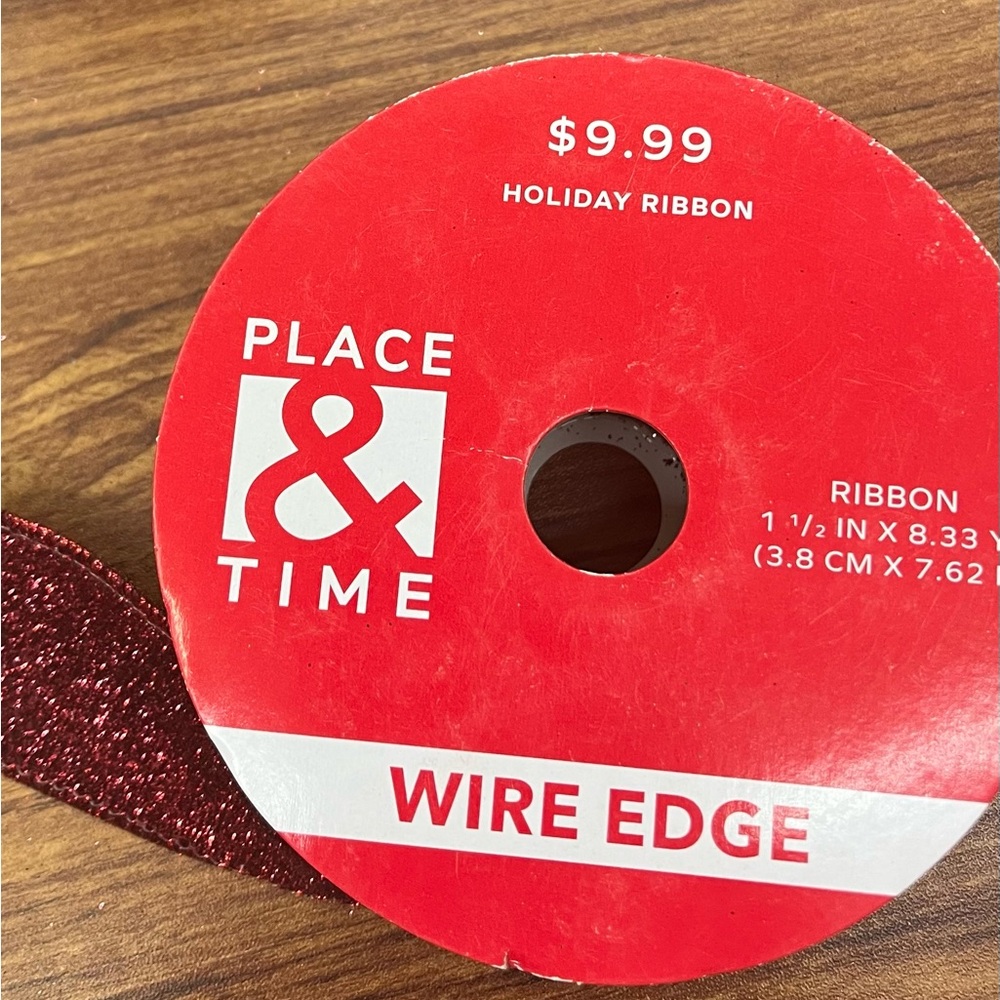 $9.99
HOLIDAY RIBBON
PLACE
&
TIME
RIBBON
1 1/2 IN X 8.33
(3.8 CM X 7.62
WIRE EDGE